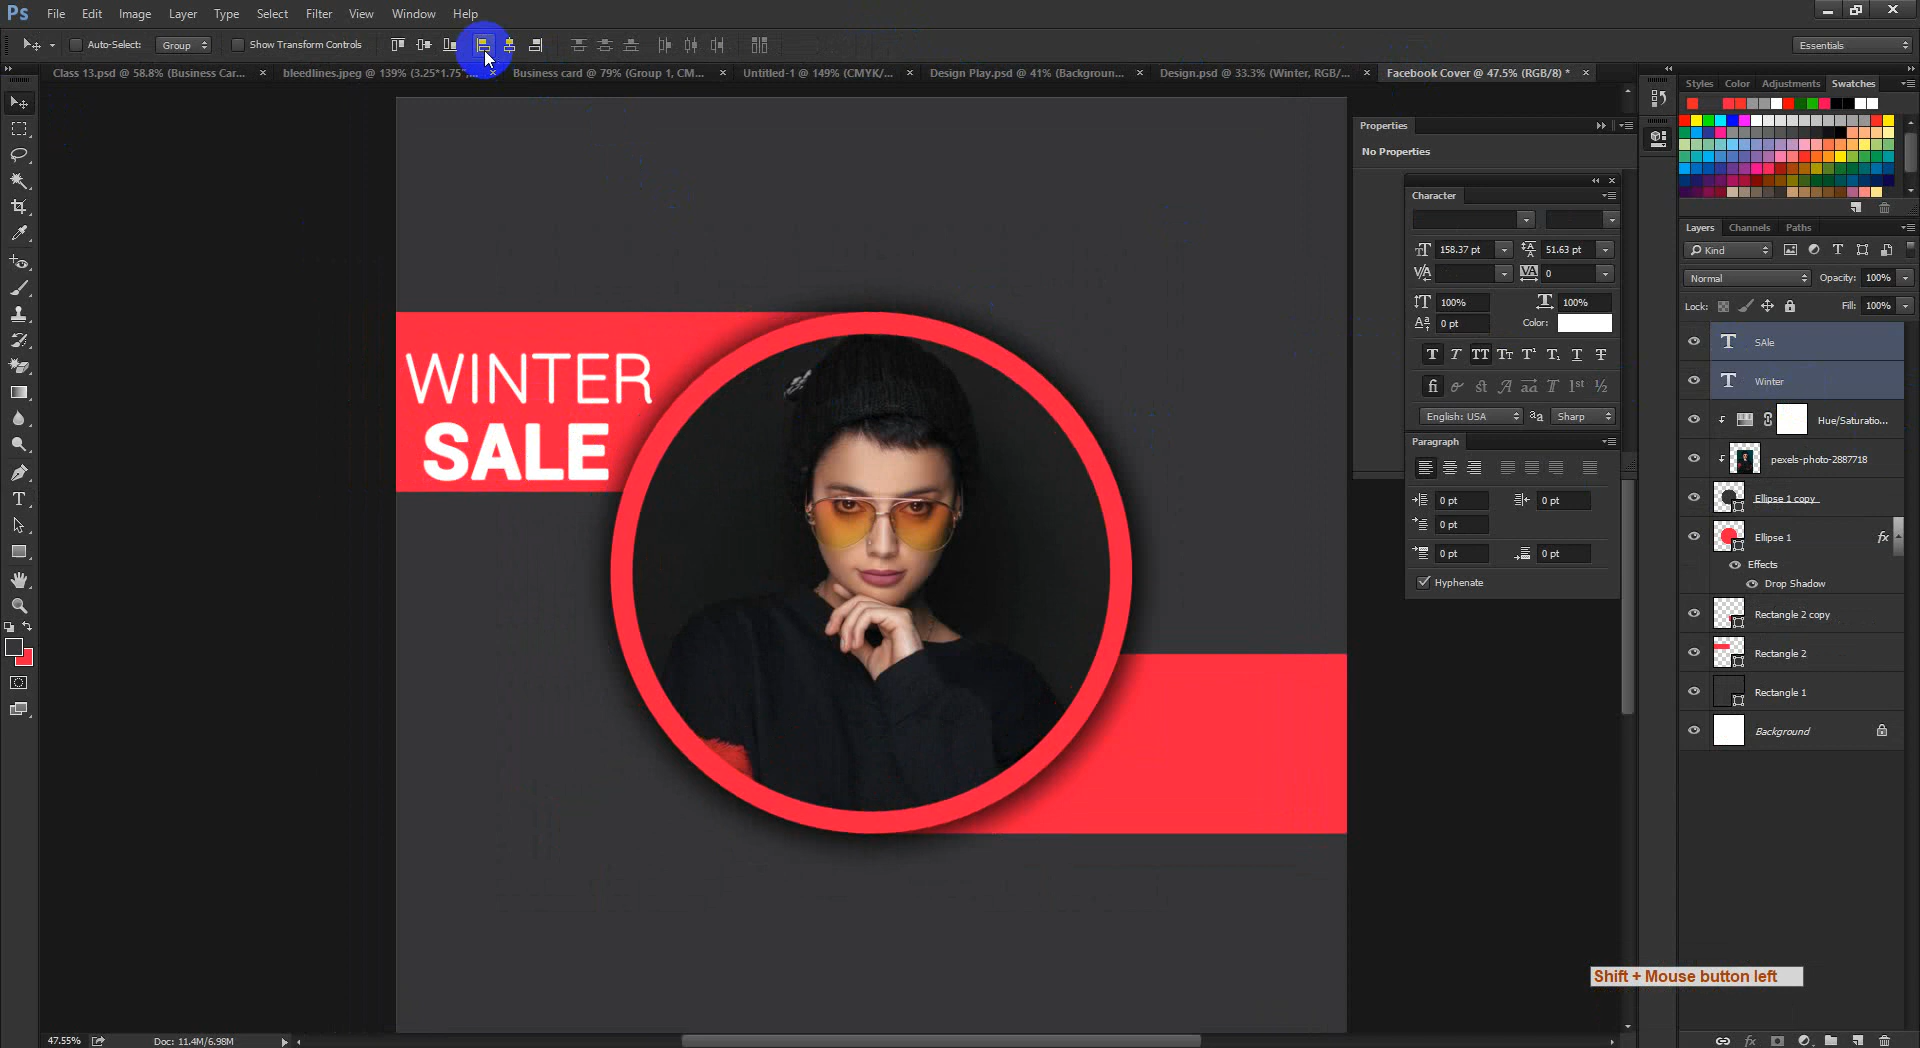 Ps File Edit Image Layer Type Select Filter View Window Help
Auto-Select: Group Show Transform Controls Essentials
Class 13.psd @ 58.8% (Business Car... × bleedlines.jpeg @ 139% (3.25*1.75",... × Business card @ 79% (Group 1, CM... × Untitled-1 @ 149% (CMYK/... × Design Play.psd @ 41% (Backgroun... × Design.psd @ 33.3% (Winter, RGB/... × Facebook Cover @ 47.5% (RGB/8) * ×
Styles Color Adjustments Swatches
Properties
No Properties
Character
158.37 pt 51.63 pt
0
100% 100%
0 pt Color:
English: USA Sharp
Paragraph
0 pt 0 pt
0 pt
0 pt 0 pt
Hyphenate
Layers Channels Paths
Kind
Normal Opacity: 100%
Lock: Fill: 100%
SAle
Winter
Hue/Saturatio...
pexels-photo-2887718
Ellipse 1 copy
Ellipse 1 fx
Effects
Drop Shadow
Rectangle 2 copy
Rectangle 2
Rectangle 1
Background
WINTER
SALE
Shift + Mouse button left
47.55% Doc: 11.4M/6.98M